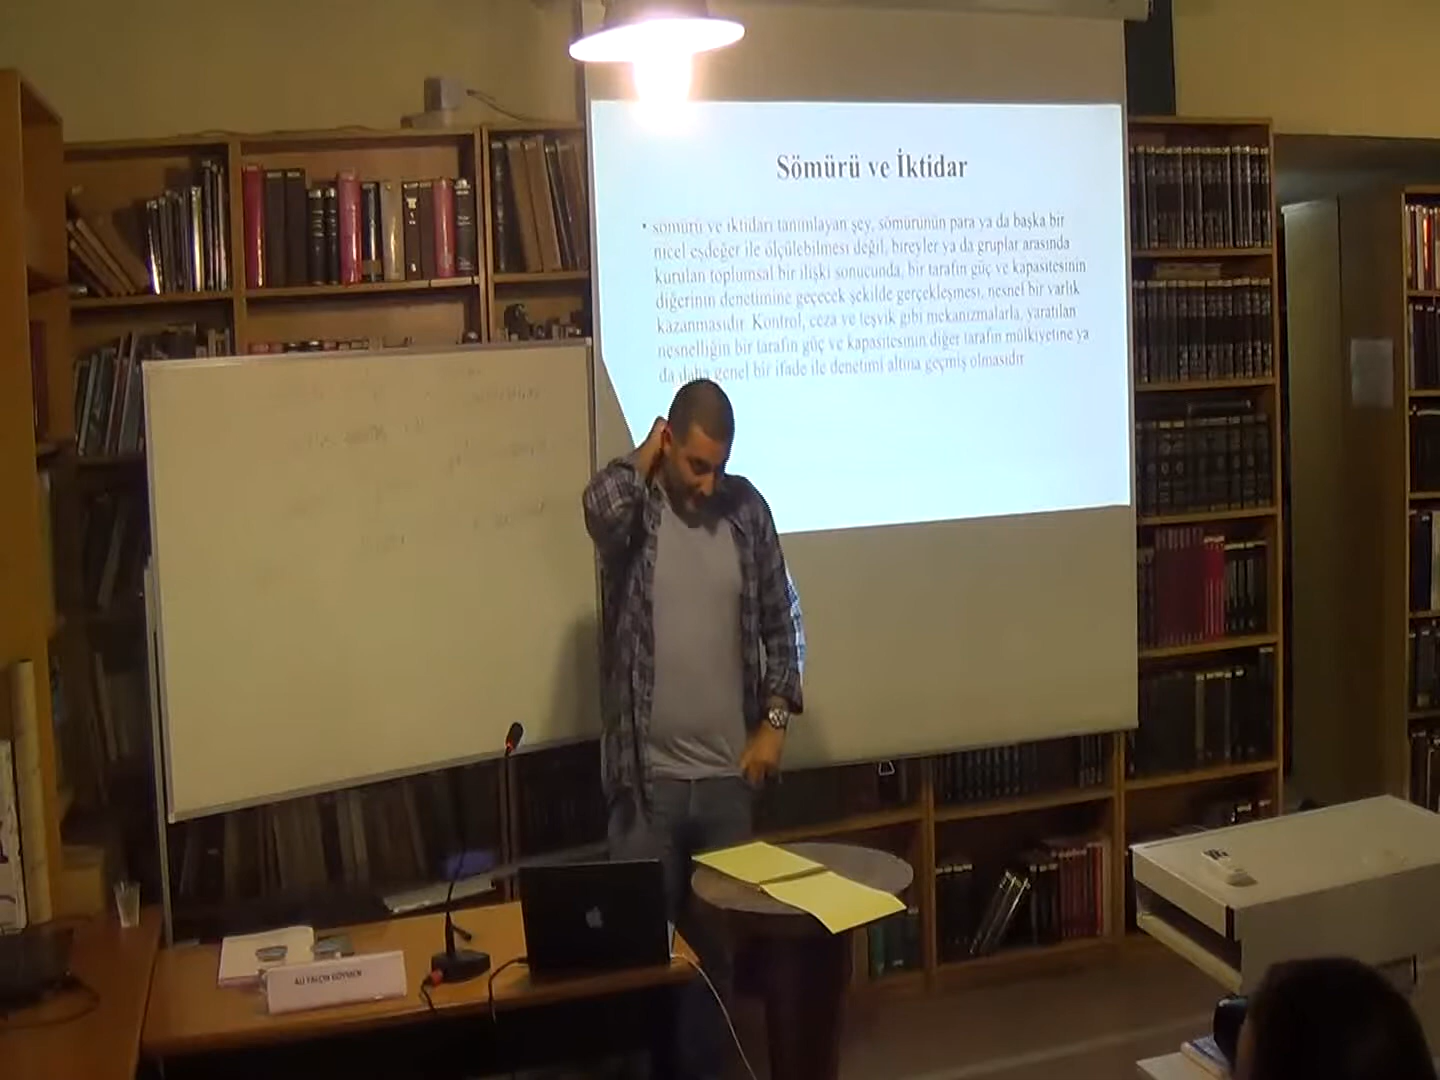 Sömürü ve İktidar
• sömürü ve iktidarı tanımlayan şey, sömürünün para ya da başka bir
nicel eşdeğer ile ölçülebilmesi değil, bireyler ya da gruplar arasında
kurulan toplumsal bir ilişki sonucunda, bir tarafın güç ve kapasitesinin
diğerinin denetimine geçecek şekilde gerçekleşmesi, nesnel bir varlık
kazanmasıdır. Kontrol, ceza ve teşvik gibi mekanizmalarla, yaratılan
nesnelliğin bir tarafın güç ve kapasitesinin diğer tarafın mülkiyetine ya
da daha genel bir ifade ile denetimi altına geçmiş olmasıdır
ALİ YALÇIN GÖYMEN